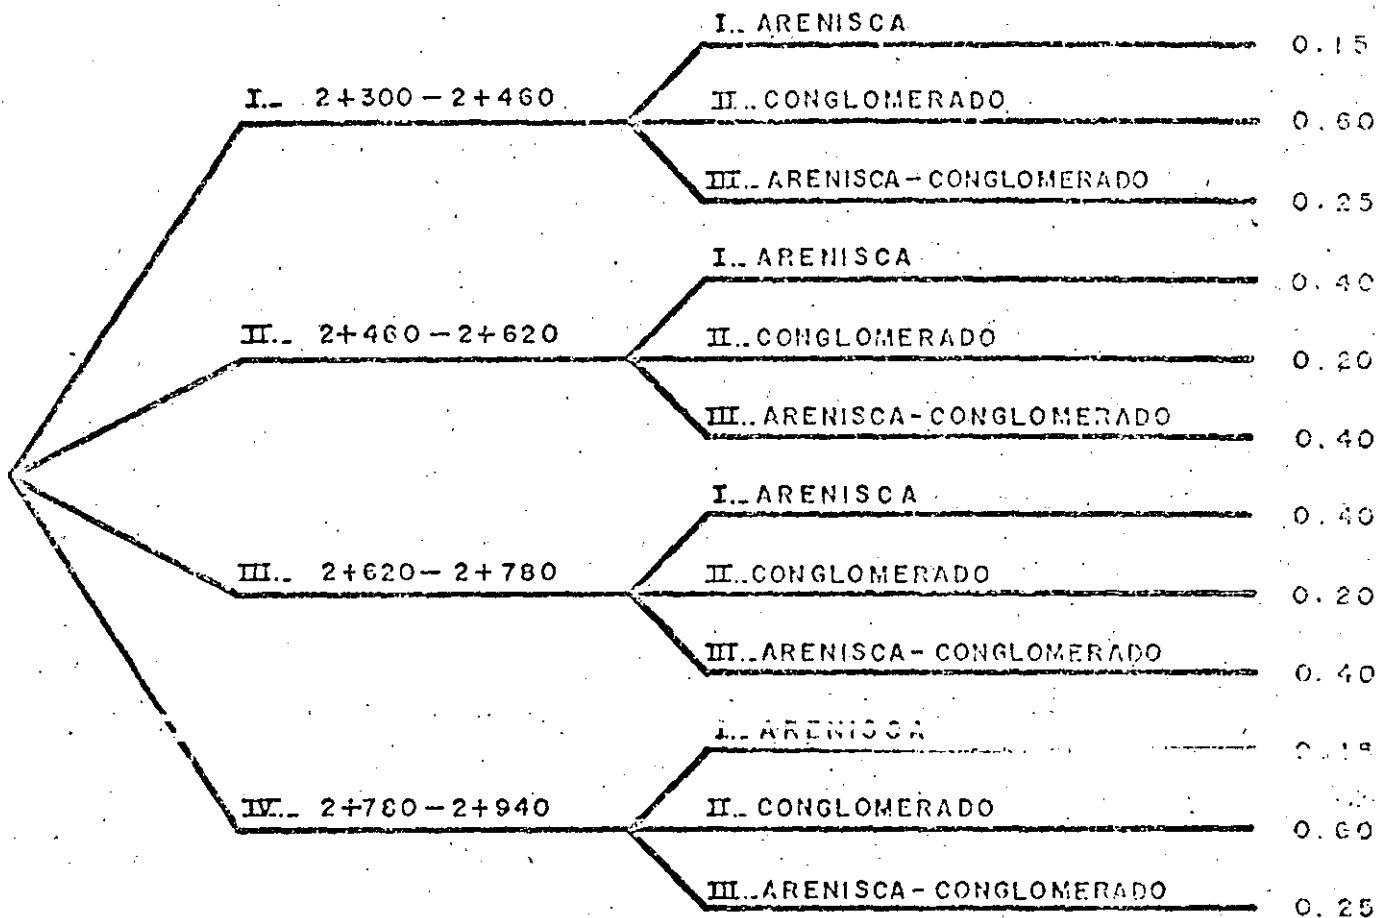 I.- ARENISCA
0.15
I.- 2+300-2+460
II.- CONGLOMERADO
0.60
III.- ARENISCA-CONGLOMERADO
0.25
I.- ARENISCA
0.40
II.- 2+460-2+620
II.- CONGLOMERADO
0.20
III.- ARENISCA-CONGLOMERADO
0.40
I.- ARENISCA
0.40
III.- 2+620-2+780
II.- CONGLOMERADO
0.20
III.- ARENISCA-CONGLOMERADO
0.40
I.- ARENISCA
IV.- 2+780-2+940
II.- CONGLOMERADO
0.60
III.- ARENISCA-CONGLOMERADO
0.25